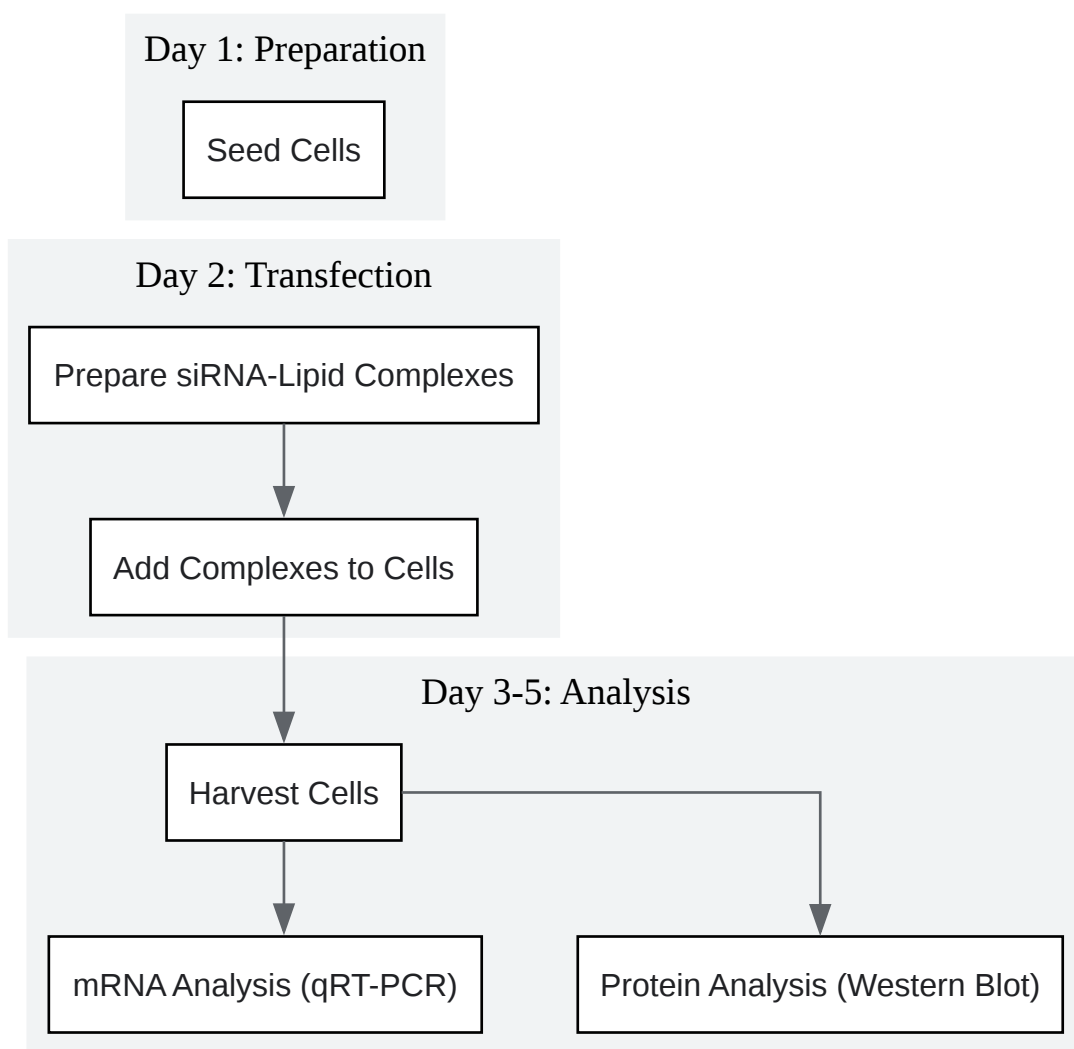 Day 1: Preparation
Seed Cells
Day 2: Transfection
Prepare siRNA-Lipid Complexes
Add Complexes to Cells
Day 3-5: Analysis
Harvest Cells
mRNA Analysis (qRT-PCR)
Protein Analysis (Western Blot)